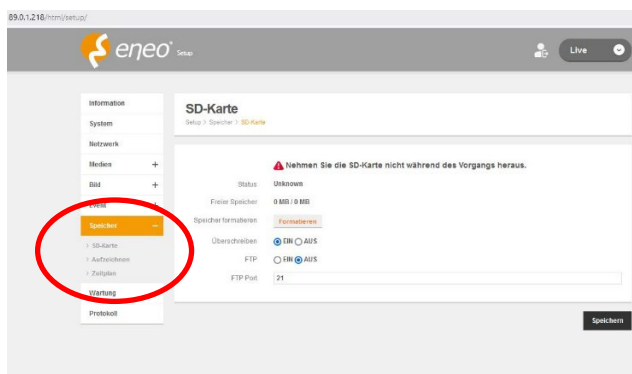 89.0.1.218/html/setup/
eneo Setup
Live
Information
System
Netzwerk
Medien +
Bild +
Event +
Speicher −
> SD-Karte
> Aufzeichnen
> Zeitplan
Wartung
Protokoll
SD-Karte
Setup > Speicher > SD-Karte
Nehmen Sie die SD-Karte nicht während des Vorgangs heraus.
Status Unknown
Freier Speicher 0 MB / 0 MB
Speicher formatieren Formatieren
Überschreiben EIN AUS
FTP EIN AUS
FTP Port 21
Speichern